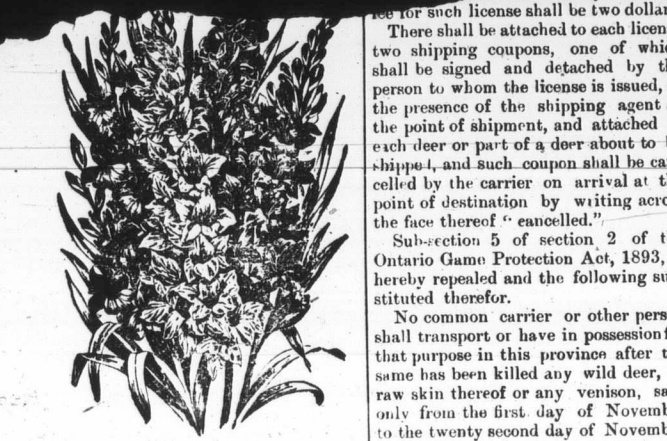 for such license shall be two dolla
There shall be attached to each licen
two shipping coupons, one of whi
shall be signed and detached by t
person to whom the license is issued,
the presence of the shipping agent
the point of shipment, and attached
each deer or part of a deer about to
shipped, and such coupon shall be ca
celled by the carrier on arrival at t
point of destination by writing acro
the face thereof “ eancelled.”
Sub-section 5 of section 2 of t
Ontario Game Protection Act, 1893,
hereby repealed and the following su
stituted therefor.
No common carrier or other pers
shall transport or have in possession f
that purpose in this province after t
same has been killed any wild deer,
raw skin thereof or any venison, sa
only from the first day of Novemb
to the twenty second day of Novemb